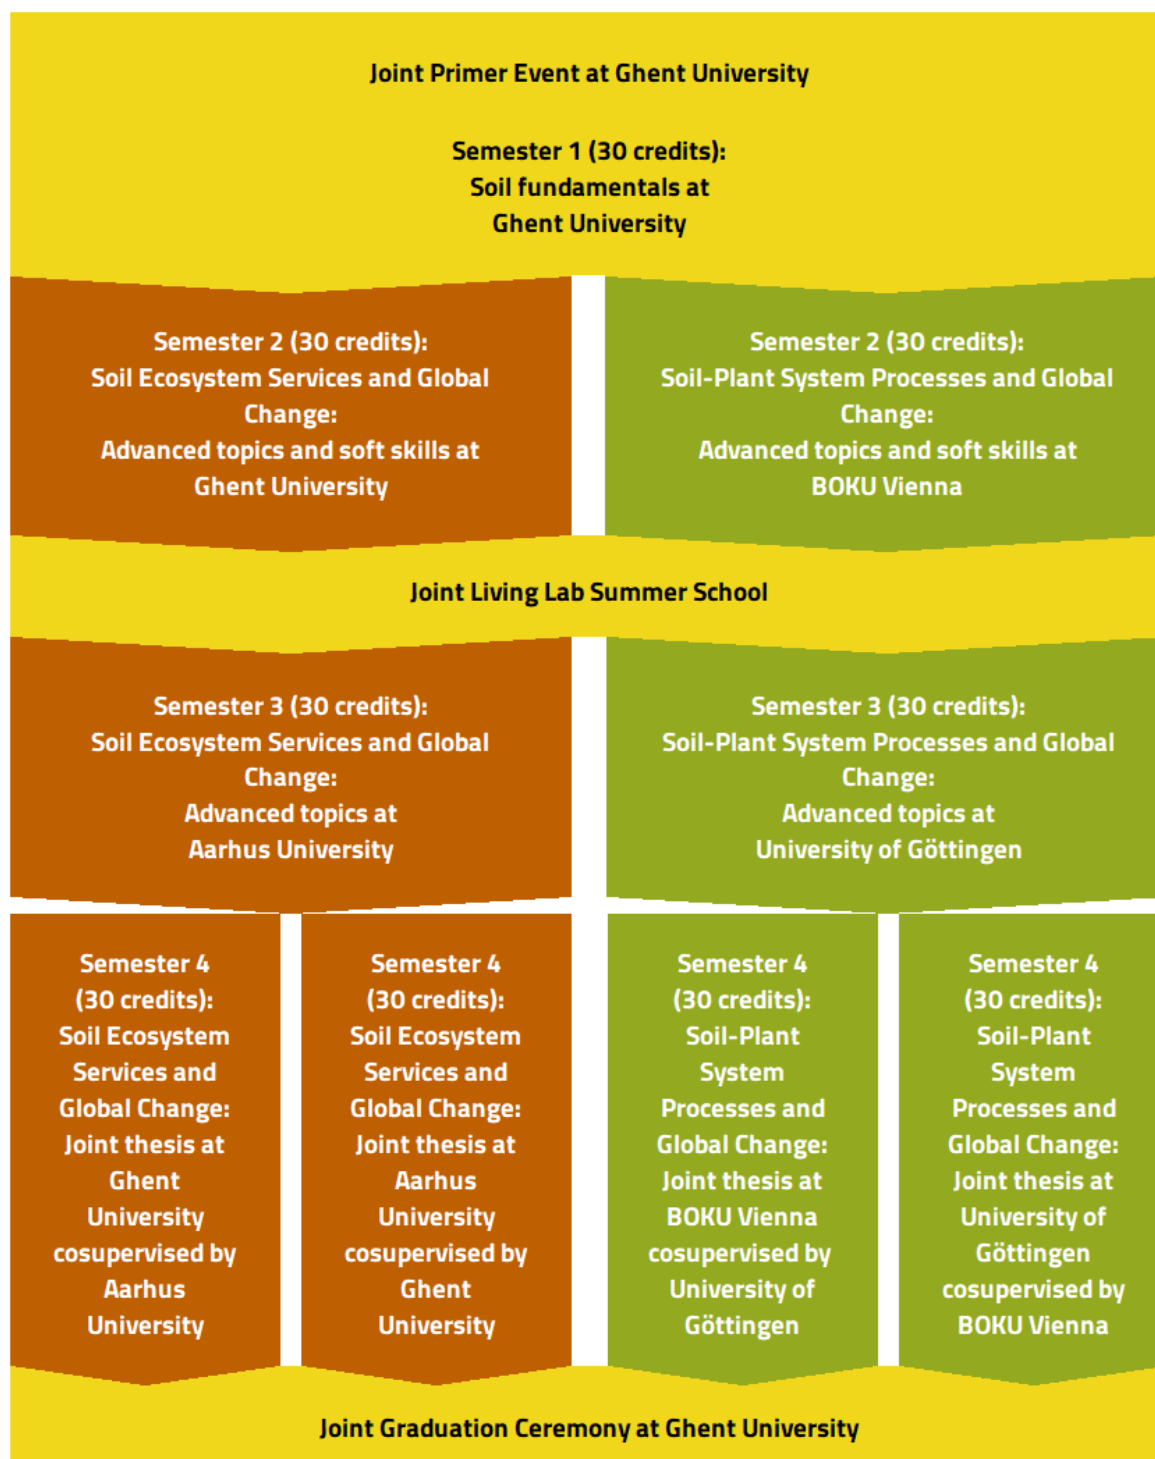 Joint Primer Event at Ghent University
Semester 1 (30 credits):
Soil fundamentals at
Ghent University
Semester 2 (30 credits):
Soil Ecosystem Services and Global
Change:
Advanced topics and soft skills at
Ghent University
Semester 2 (30 credits):
Soil-Plant System Processes and Global
Change:
Advanced topics and soft skills at
BOKU Vienna
Joint Living Lab Summer School
Semester 3 (30 credits):
Soil Ecosystem Services and Global
Change:
Advanced topics at
Aarhus University
Semester 3 (30 credits):
Soil-Plant System Processes and Global
Change:
Advanced topics at
University of Göttingen
Semester 4
(30 credits):
Soil Ecosystem
Services and
Global Change:
Joint thesis at
Ghent
University
cosupervised by
Aarhus
University
Semester 4
(30 credits):
Soil Ecosystem
Services and
Global Change:
Joint thesis at
Aarhus
University
cosupervised by
Ghent
University
Semester 4
(30 credits):
Soil-Plant
System
Processes and
Global Change:
Joint thesis at
BOKU Vienna
cosupervised by
University of
Göttingen
Semester 4
(30 credits):
Soil-Plant
System
Processes and
Global Change:
Joint thesis at
University of
Göttingen
cosupervised by
BOKU Vienna
Joint Graduation Ceremony at Ghent University